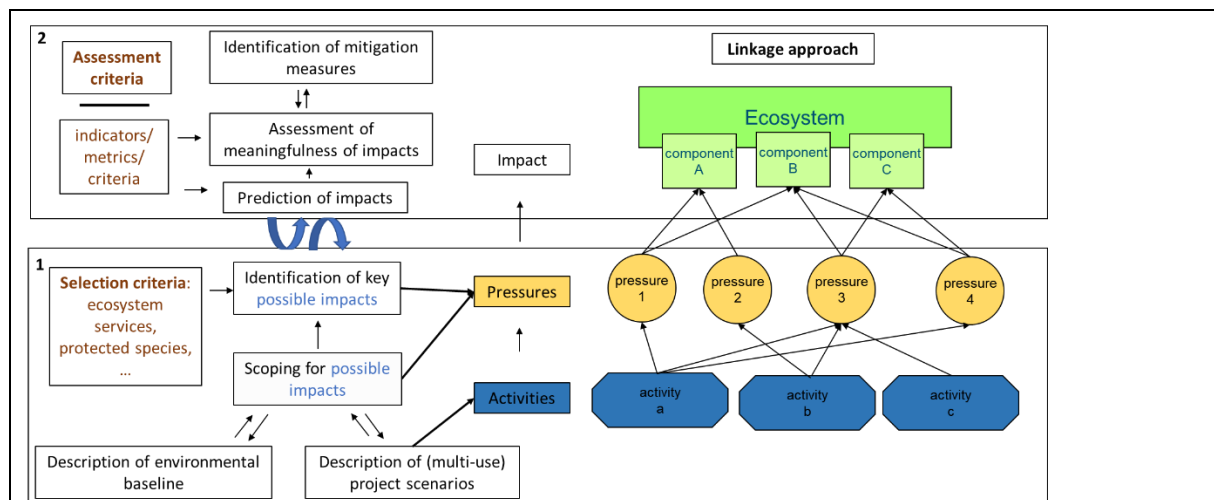 2
Assessment
criteria
indicators/
metrics/
criteria
Identification of mitigation
measures
Assessment of
meaningfulness of impacts
Prediction of impacts
Impact
Linkage approach
Ecosystem
component
A
component
B
component
C
1
Selection criteria:
ecosystem
services,
protected species,
...
Identification of key
possible impacts
Scoping for possible
impacts
Description of environmental
baseline
Description of (multi-use)
project scenarios
Pressures
Activities
pressure
1
pressure
2
pressure
3
pressure
4
activity
a
activity
b
activity
c